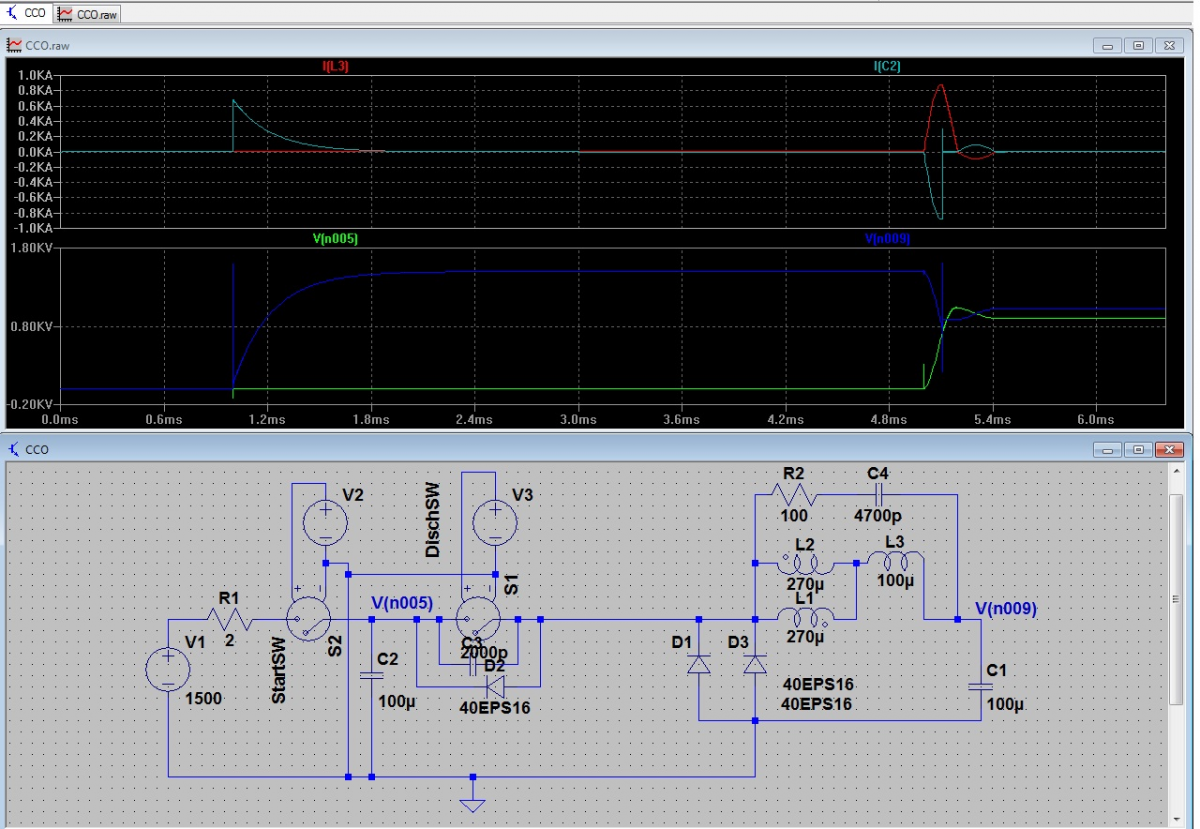 CCO CCO.raw
CCO.raw
I(L3) I(C2)
1.0KA
0.8KA
0.6KA
0.4KA
0.2KA
0.0KA
-0.2KA
-0.4KA
-0.6KA
-0.8KA
-1.0KA
V(n005) V(n009)
1.80KV
0.80KV
-0.20KV
0.0ms 0.6ms 1.2ms 1.8ms 2.4ms 3.0ms 3.6ms 4.2ms 4.8ms 5.4ms 6.0ms
CCO
R2 C4
100 4700p
V2 V3
DischSW
L2 L3
270µ 100µ
S1
R1 V(n005) L1 V(n009)
2 270µ
V1 S2 C3 D1 D3
2000p
StartSW C2 D2 C1
1500 100µ 40EPS16 40EPS16 100µ
40EPS16